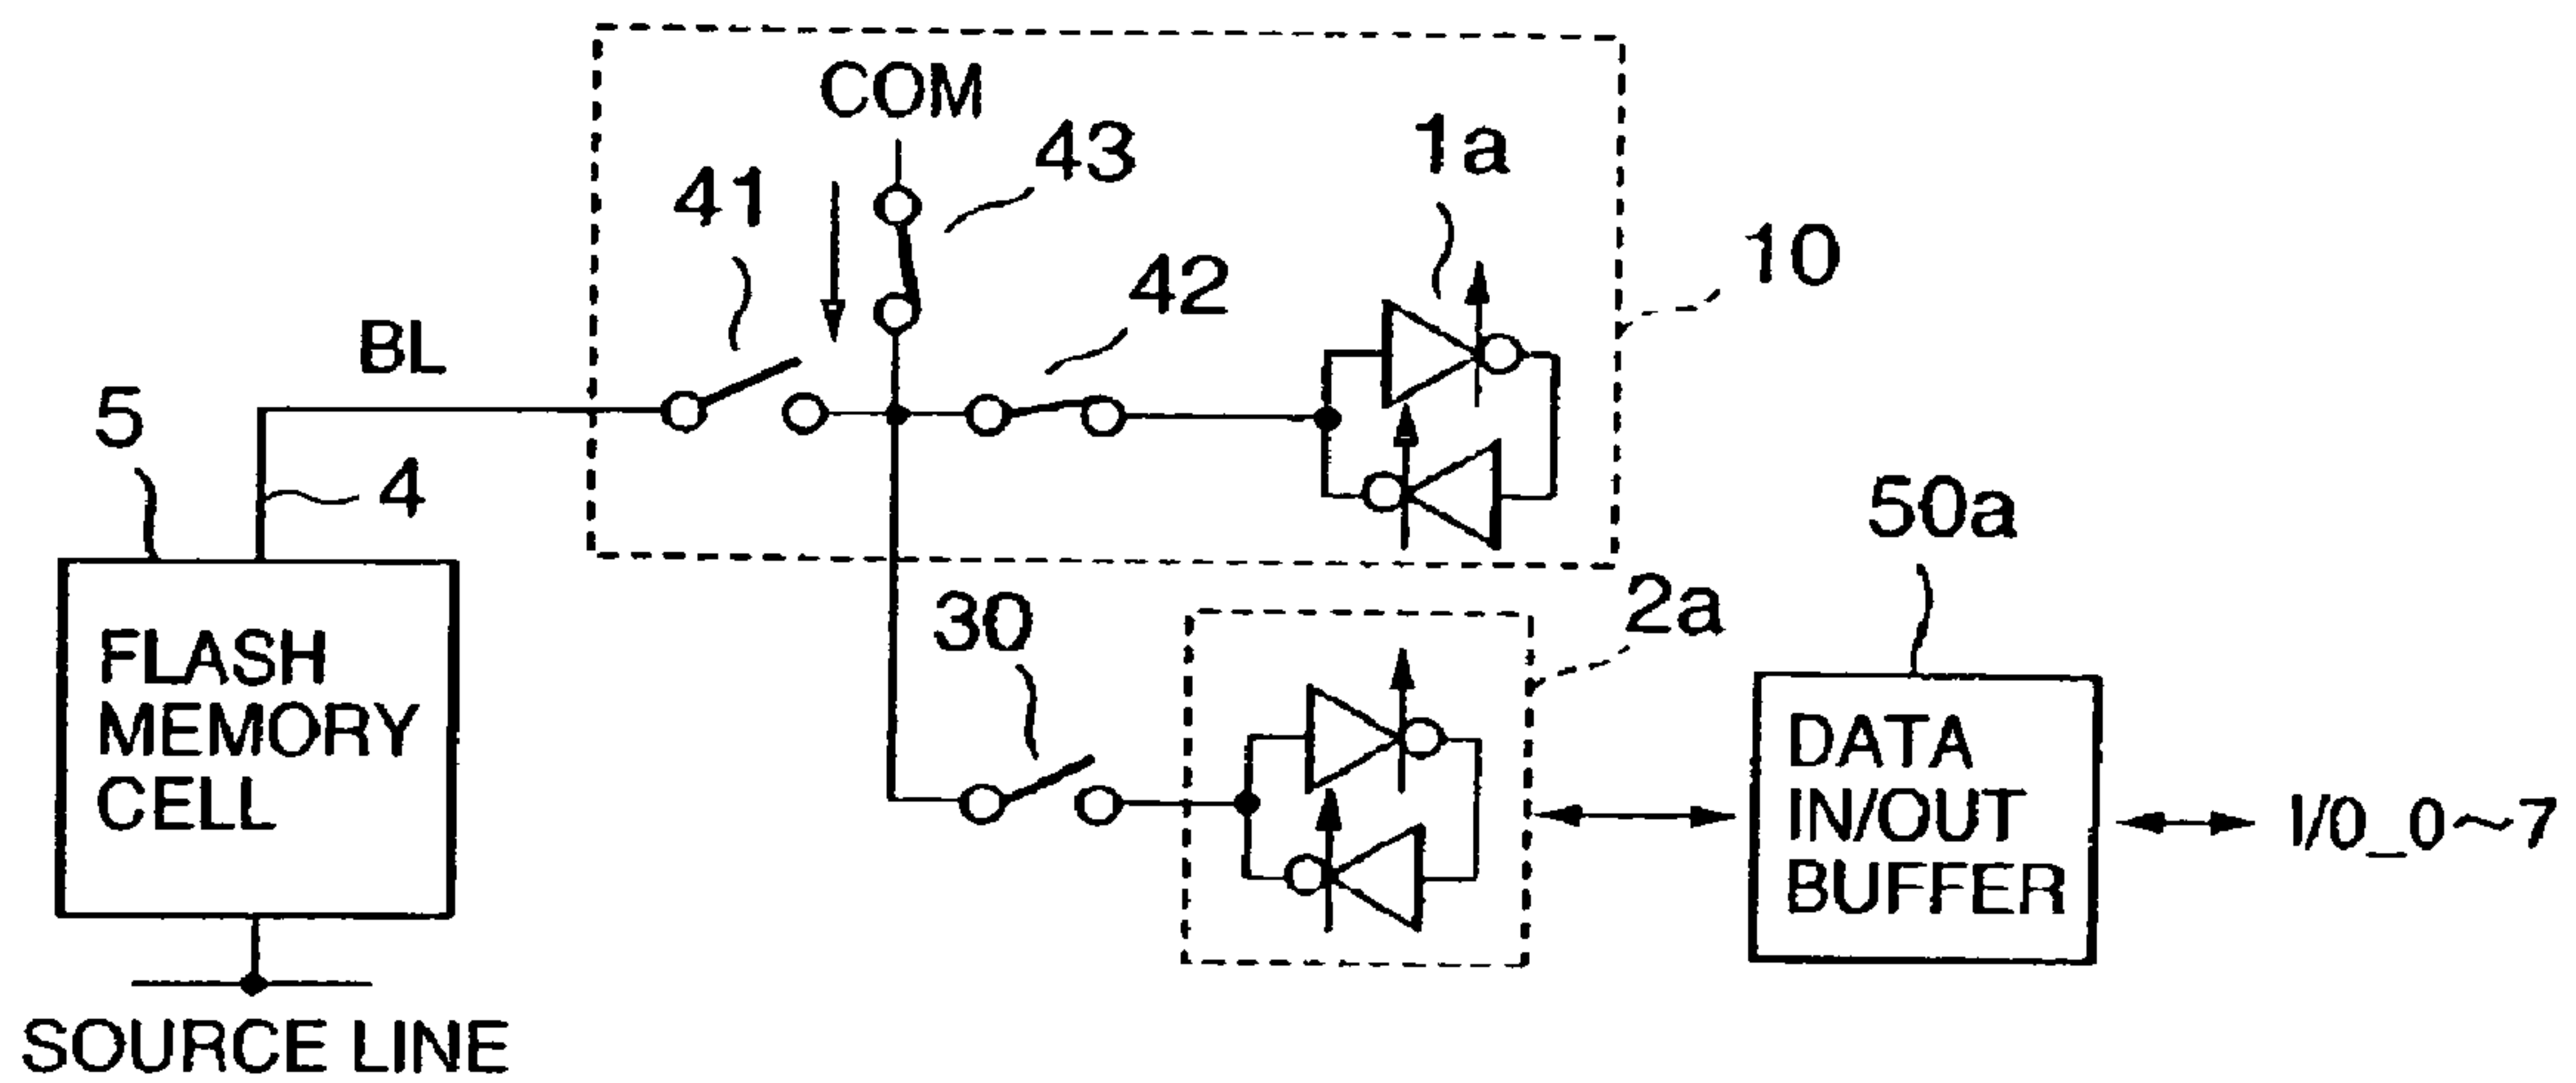 COM
43
41
1a
42
10
BL
5
4
50a
30
2a
FLASH
MEMORY
CELL
DATA
IN/OUT
BUFFER
I/0_0~7
SOURCE LINE